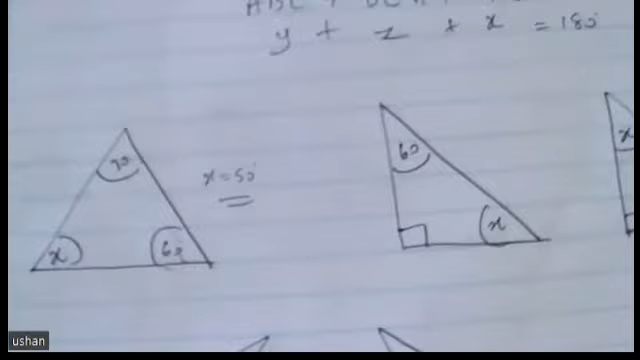 y + z + x = 180°
70
x = 50°
60
x
60
x
x
ushan